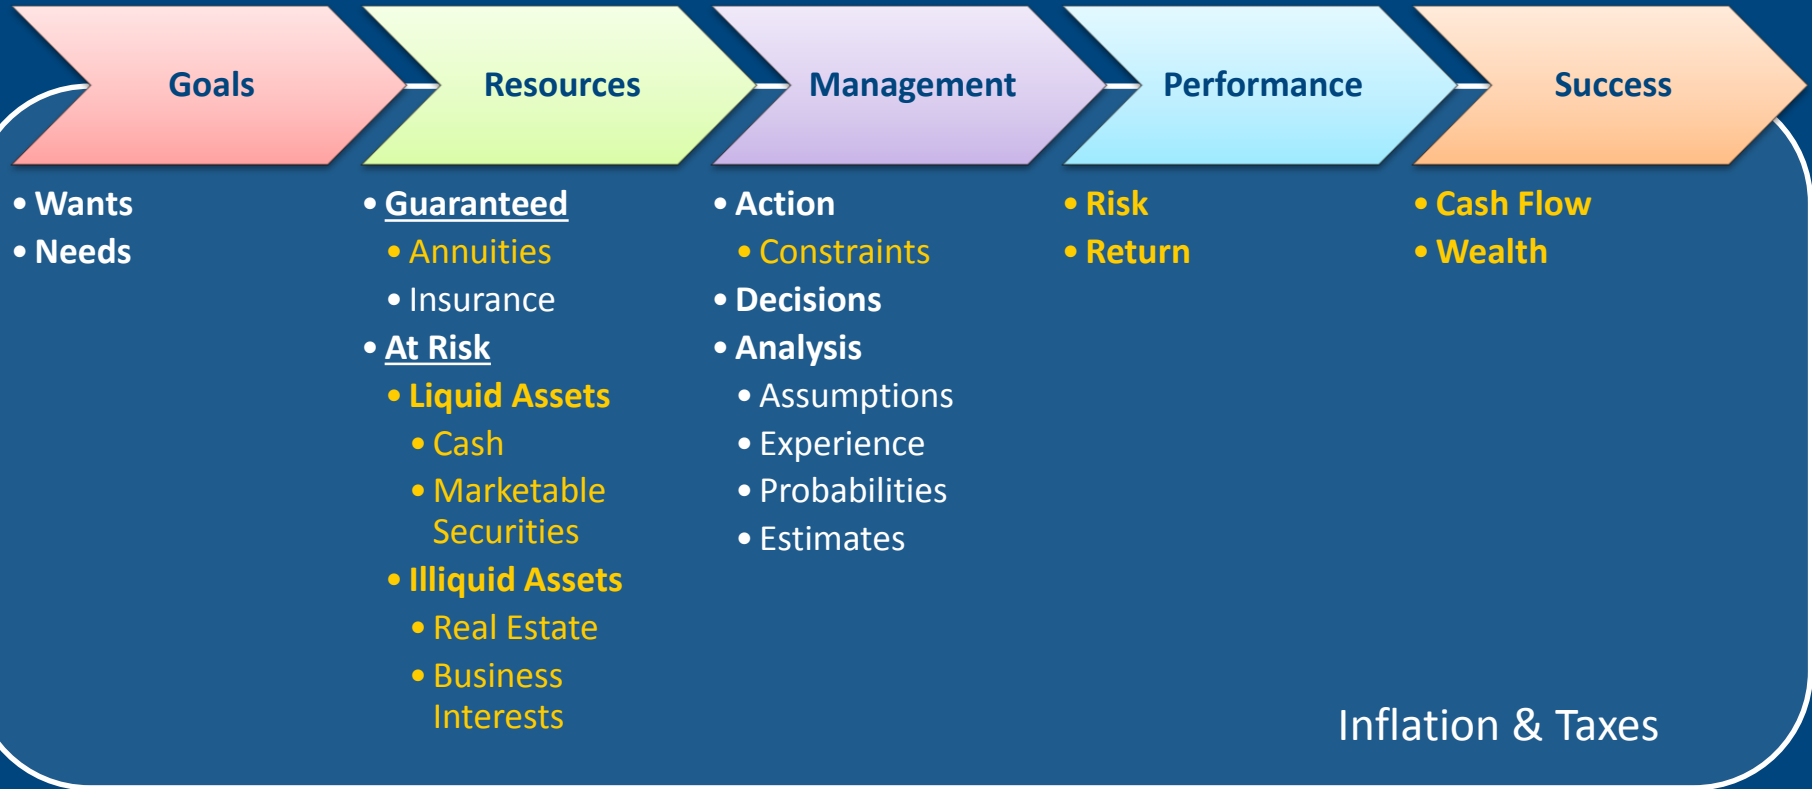 Goals
Resources
Management
Performance
Success
• Wants
• Needs
• Guaranteed
• Annuities
• Insurance
• At Risk
• Liquid Assets
• Cash
• Marketable
Securities
• Illiquid Assets
• Real Estate
• Business
Interests
• Action
• Constraints
• Decisions
• Analysis
• Assumptions
• Experience
• Probabilities
• Estimates
• Risk
• Return
• Cash Flow
• Wealth
Inflation & Taxes